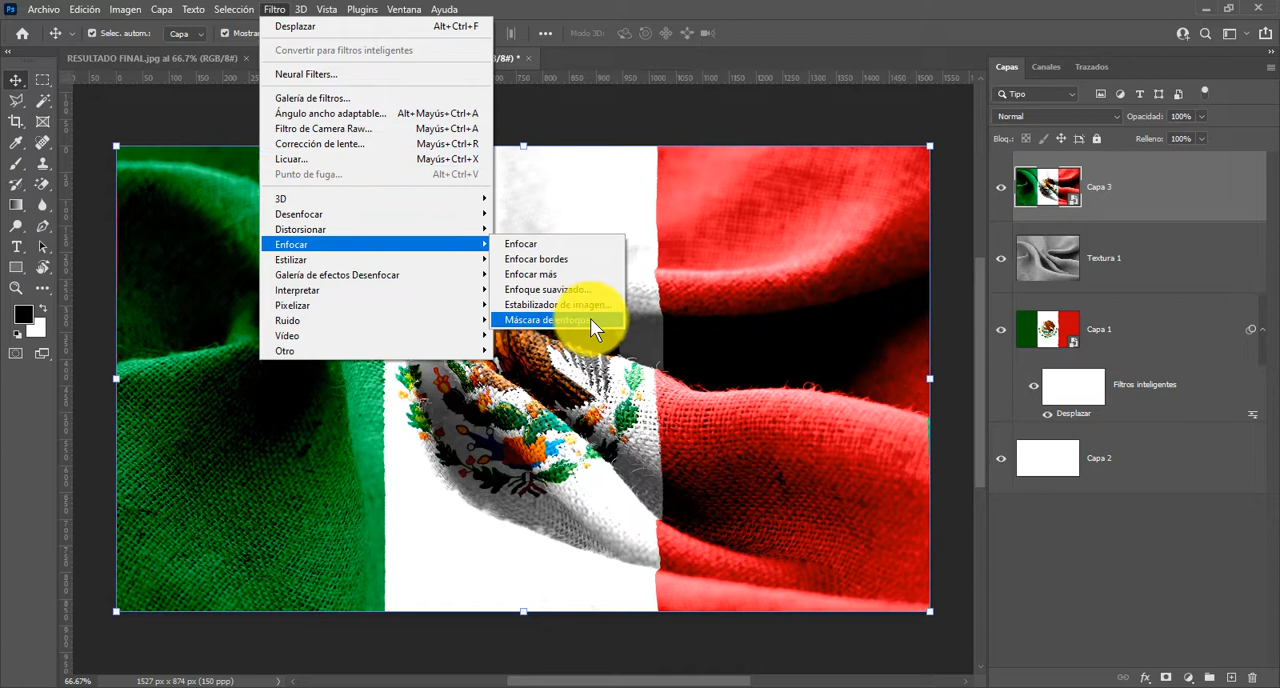 Ps Archivo Edición Imagen Capa Texto Selección Filtro 3D Vista Plugins Ventana Ayuda
Selec. autom.: Capa Mostrar
Modo 3D:
RESULTADO FINAL.jpg al 66.7% (RGB/8#) ×
/8#) * ×
Desplazar Alt+Ctrl+F
Convertir para filtros inteligentes
Neural Filters...
Galería de filtros...
Ángulo ancho adaptable... Alt+Mayús+Ctrl+A
Filtro de Camera Raw... Mayús+Ctrl+A
Corrección de lente... Mayús+Ctrl+R
Licuar... Mayús+Ctrl+X
Punto de fuga... Alt+Ctrl+V
3D
Desenfocar
Distorsionar
Enfocar
Estilizar
Galería de efectos Desenfocar
Interpretar
Pixelizar
Ruido
Vídeo
Otro
Enfocar
Enfocar bordes
Enfocar más
Enfoque suavizado...
Estabilizador de imagen...
Máscara de enfoque...
Capas Canales Trazados
Tipo
Normal Opacidad: 100%
Bloq.: Relleno: 100%
Capa 3
Textura 1
Capa 1
Filtros inteligentes
Desplazar
Capa 2
66.67% 1527 px x 874 px (150 ppp)